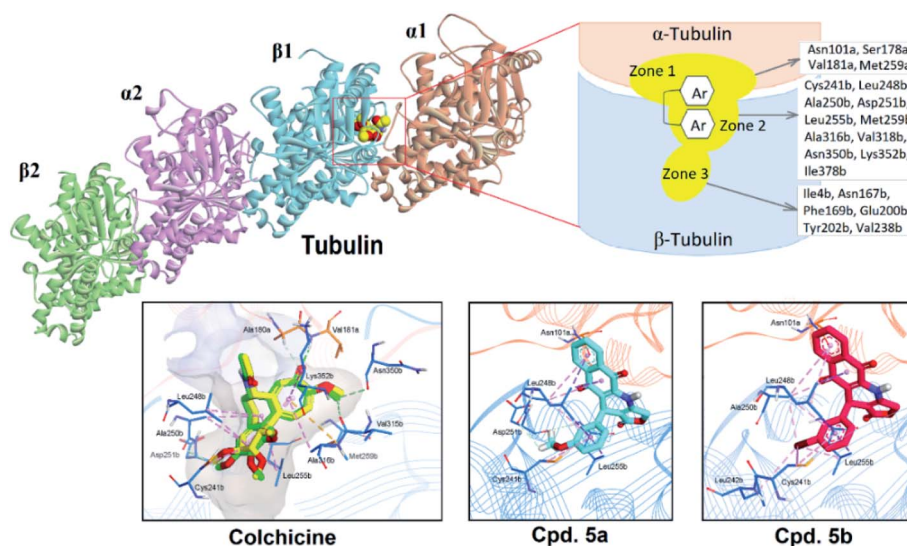 α1
β1
α2
β2
Tubulin
α-Tubulin
Zone 1
Ar
Ar
Zone 2
Zone 3
β-Tubulin
Asn101a, Ser178a
Val181a, Met259a
Cys241b, Leu248b
Ala250b, Asp251b,
Leu255b, Met259b
Ala316b, Val318b,
Asn350b, Lys352b,
Ile378b
Ile4b, Asn167b,
Phe169b, Glu200b
Tyr202b, Val238b
Ala180a
Val181a
Lys352b
Asn350b
Leu248b
Ala250b
Asp251b
Cys241b
Leu255b
Ala316b
Met259b
Val315b
Colchicine
Asn101a
Leu248b
Asp251b
Cys241b
Leu255b
Cpd. 5a
Asn101a
Leu248b
Ala250b
Leu242b
Cys241b
Leu255b
Cpd. 5b